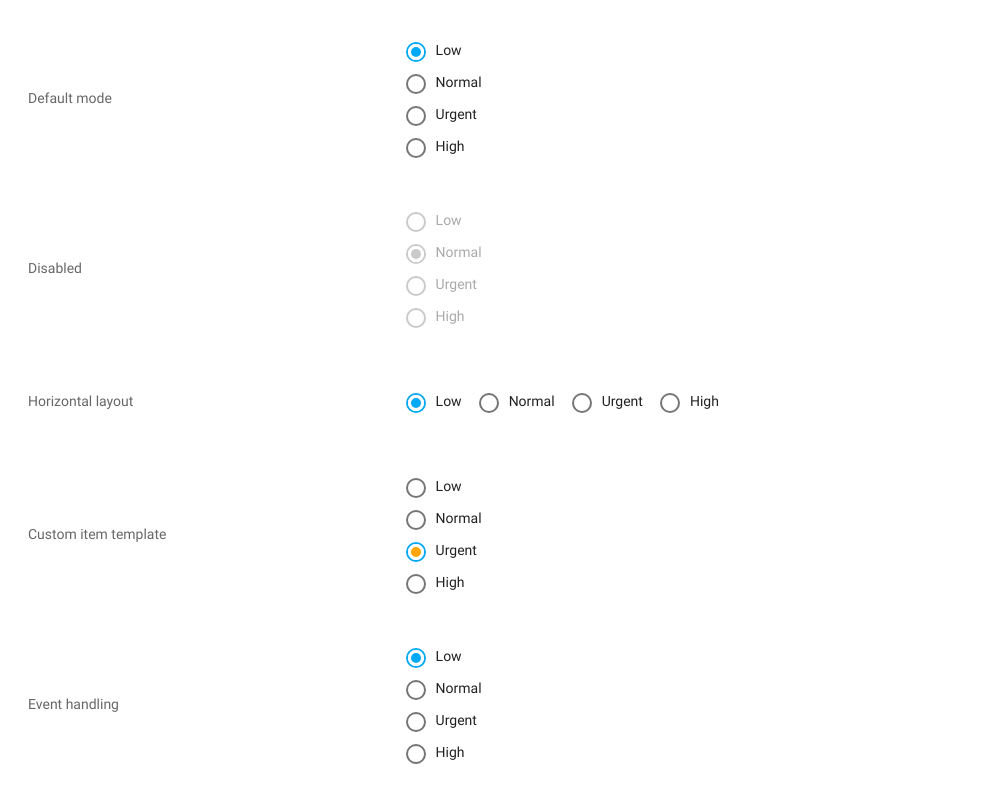 Default mode
Low
Normal
Urgent
High
Disabled
Low
Normal
Urgent
High
Horizontal layout
Low Normal Urgent High
Custom item template
Low
Normal
Urgent
High
Event handling
Low
Normal
Urgent
High